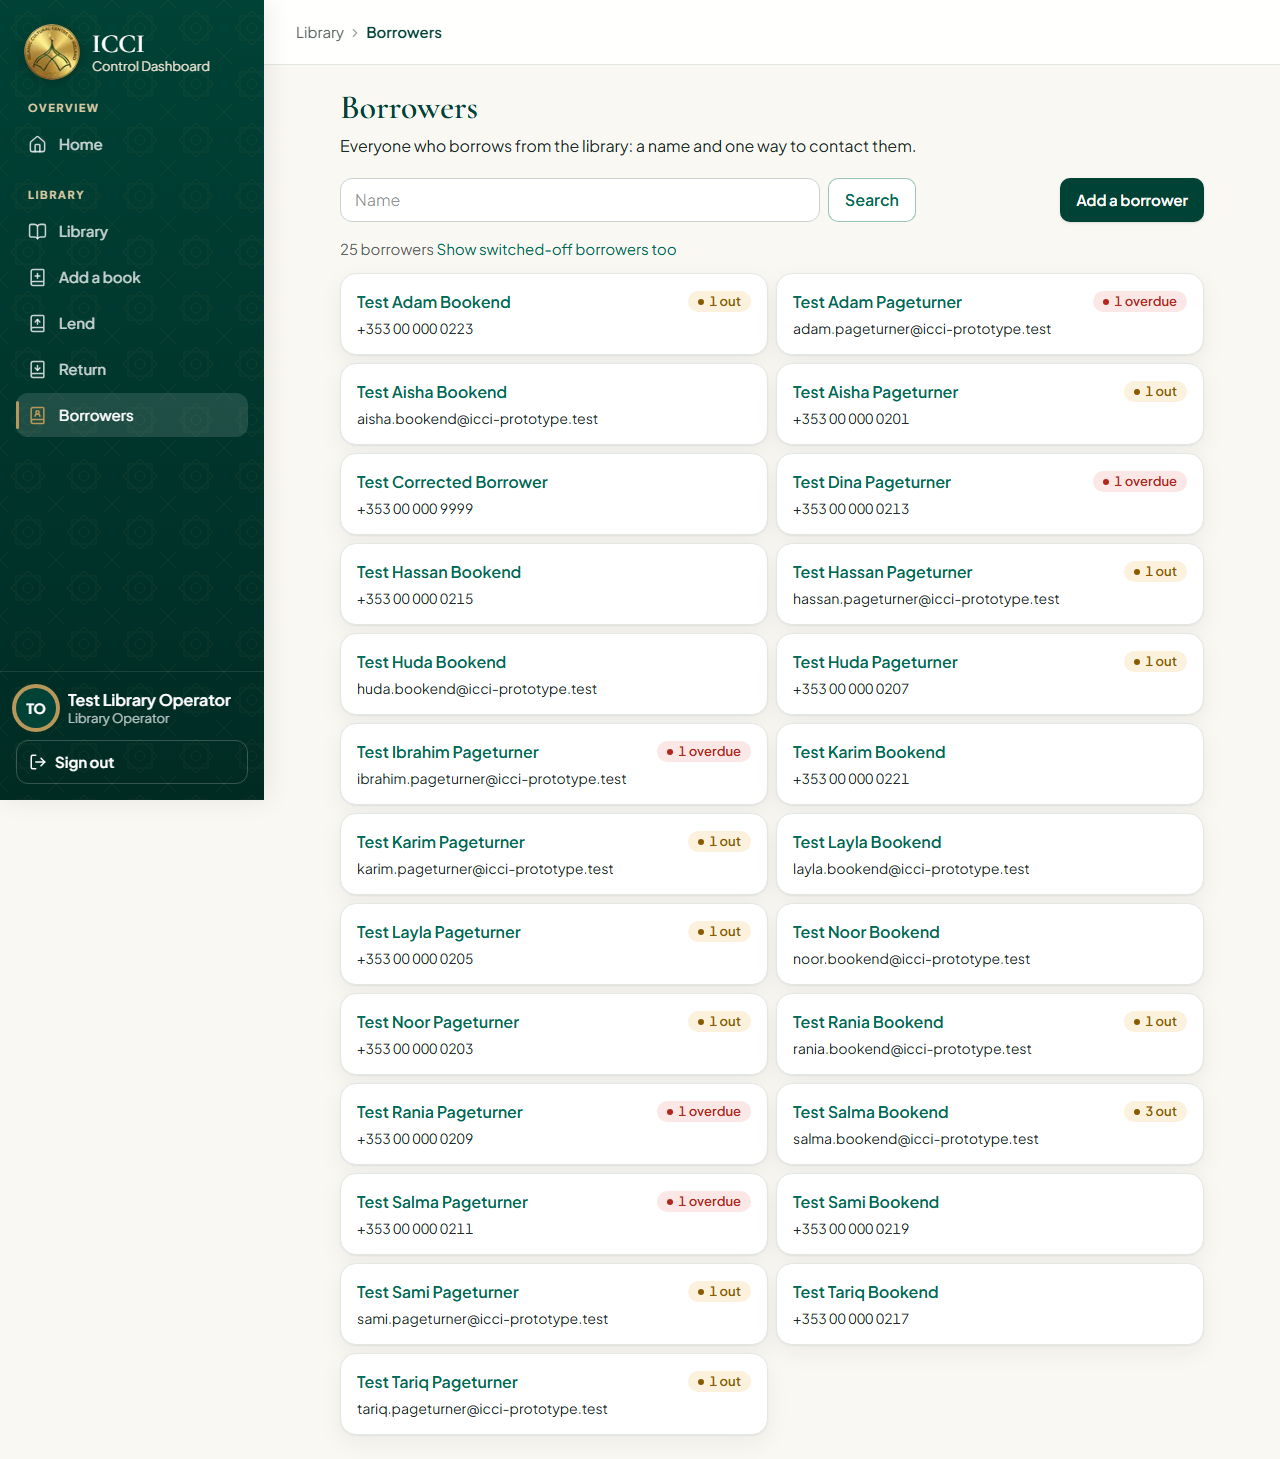 ICCI
Control Dashboard
OVERVIEW
Home
LIBRARY
Library
Add a book
Lend
Return
Borrowers
TO
Test Library Operator
Library Operator
Sign out
Library > Borrowers
Borrowers
Everyone who borrows from the library: a name and one way to contact them.
Name
Search
Add a borrower
25 borrowers Show switched-off borrowers too
Test Adam Bookend
1 out
+353 00 000 0223
Test Adam Pageturner
1 overdue
adam.pageturner@icci-prototype.test
Test Aisha Bookend
aisha.bookend@icci-prototype.test
Test Aisha Pageturner
1 out
+353 00 000 0201
Test Corrected Borrower
+353 00 000 9999
Test Dina Pageturner
1 overdue
+353 00 000 0213
Test Hassan Bookend
+353 00 000 0215
Test Hassan Pageturner
1 out
hassan.pageturner@icci-prototype.test
Test Huda Bookend
huda.bookend@icci-prototype.test
Test Huda Pageturner
1 out
+353 00 000 0207
Test Ibrahim Pageturner
1 overdue
ibrahim.pageturner@icci-prototype.test
Test Karim Bookend
+353 00 000 0221
Test Karim Pageturner
1 out
karim.pageturner@icci-prototype.test
Test Layla Bookend
layla.bookend@icci-prototype.test
Test Layla Pageturner
1 out
+353 00 000 0205
Test Noor Bookend
noor.bookend@icci-prototype.test
Test Noor Pageturner
1 out
+353 00 000 0203
Test Rania Bookend
1 out
rania.bookend@icci-prototype.test
Test Rania Pageturner
1 overdue
+353 00 000 0209
Test Salma Bookend
3 out
salma.bookend@icci-prototype.test
Test Salma Pageturner
1 overdue
+353 00 000 0211
Test Sami Bookend
+353 00 000 0219
Test Sami Pageturner
1 out
sami.pageturner@icci-prototype.test
Test Tariq Bookend
+353 00 000 0217
Test Tariq Pageturner
1 out
tariq.pageturner@icci-prototype.test